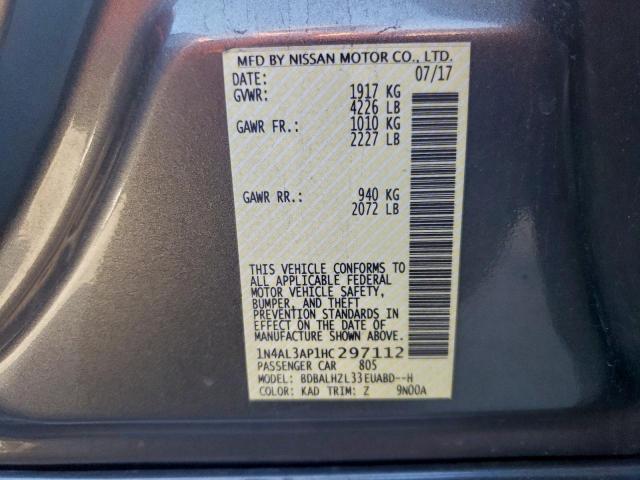 MFD BY NISSAN MOTOR CO., LTD.
DATE: 07/17
GVWR: 1917 KG
4226 LB
GAWR FR.: 1010 KG
2227 LB
GAWR RR.: 940 KG
2072 LB
THIS VEHICLE CONFORMS TO
ALL APPLICABLE FEDERAL
MOTOR VEHICLE SAFETY,
BUMPER, AND THEFT
PREVENTION STANDARDS IN
EFFECT ON THE DATE OF
MANUFACTURE SHOWN ABOVE.
1N4AL3AP1HC297112
PASSENGER CAR 805
MODEL: BDBALHZL33EUABD--H
COLOR: KAD TRIM: Z 9N00A